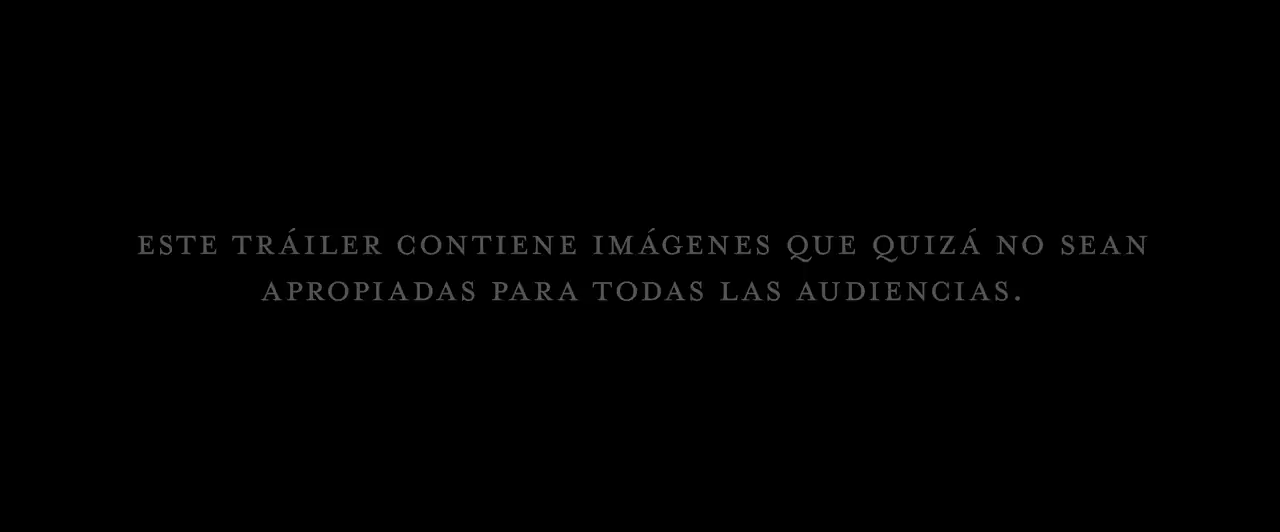 ESTE TRÁILER CONTIENE IMÁGENES QUE QUIZÁ NO SEAN
APROPIADAS PARA TODAS LAS AUDIENCIAS.